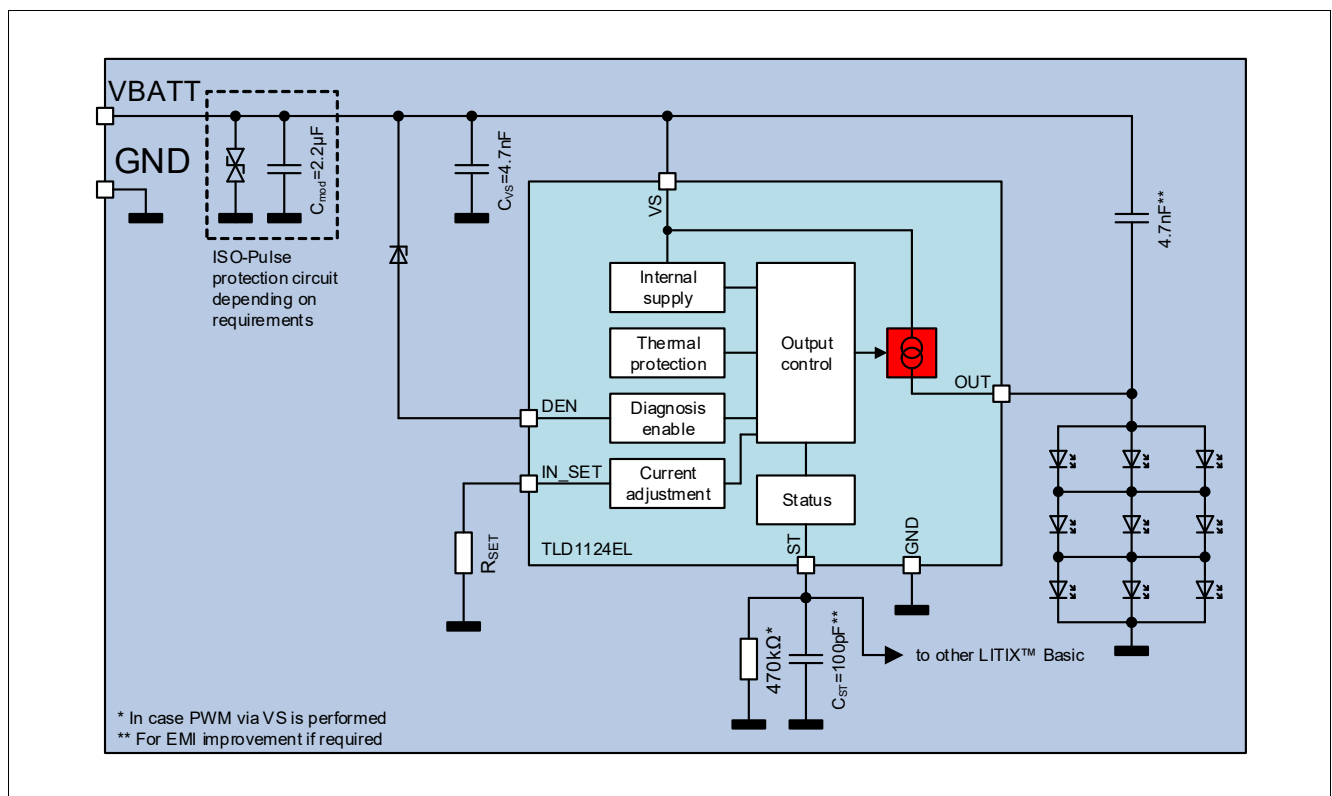 VBATT
GND
Cmod=2.2µF
ISO-Pulse
protection circuit
depending on
requirements
CVS=4.7nF
4.7nF**
VS
Internal
supply
Thermal
protection
Output
control
OUT
DEN
Diagnosis
enable
IN_SET
Current
adjustment
Status
RSET
TLD1124EL
ST
GND
470kΩ*
CST=100pF**
to other LITIX™ Basic
* In case PWM via VS is performed
** For EMI improvement if required